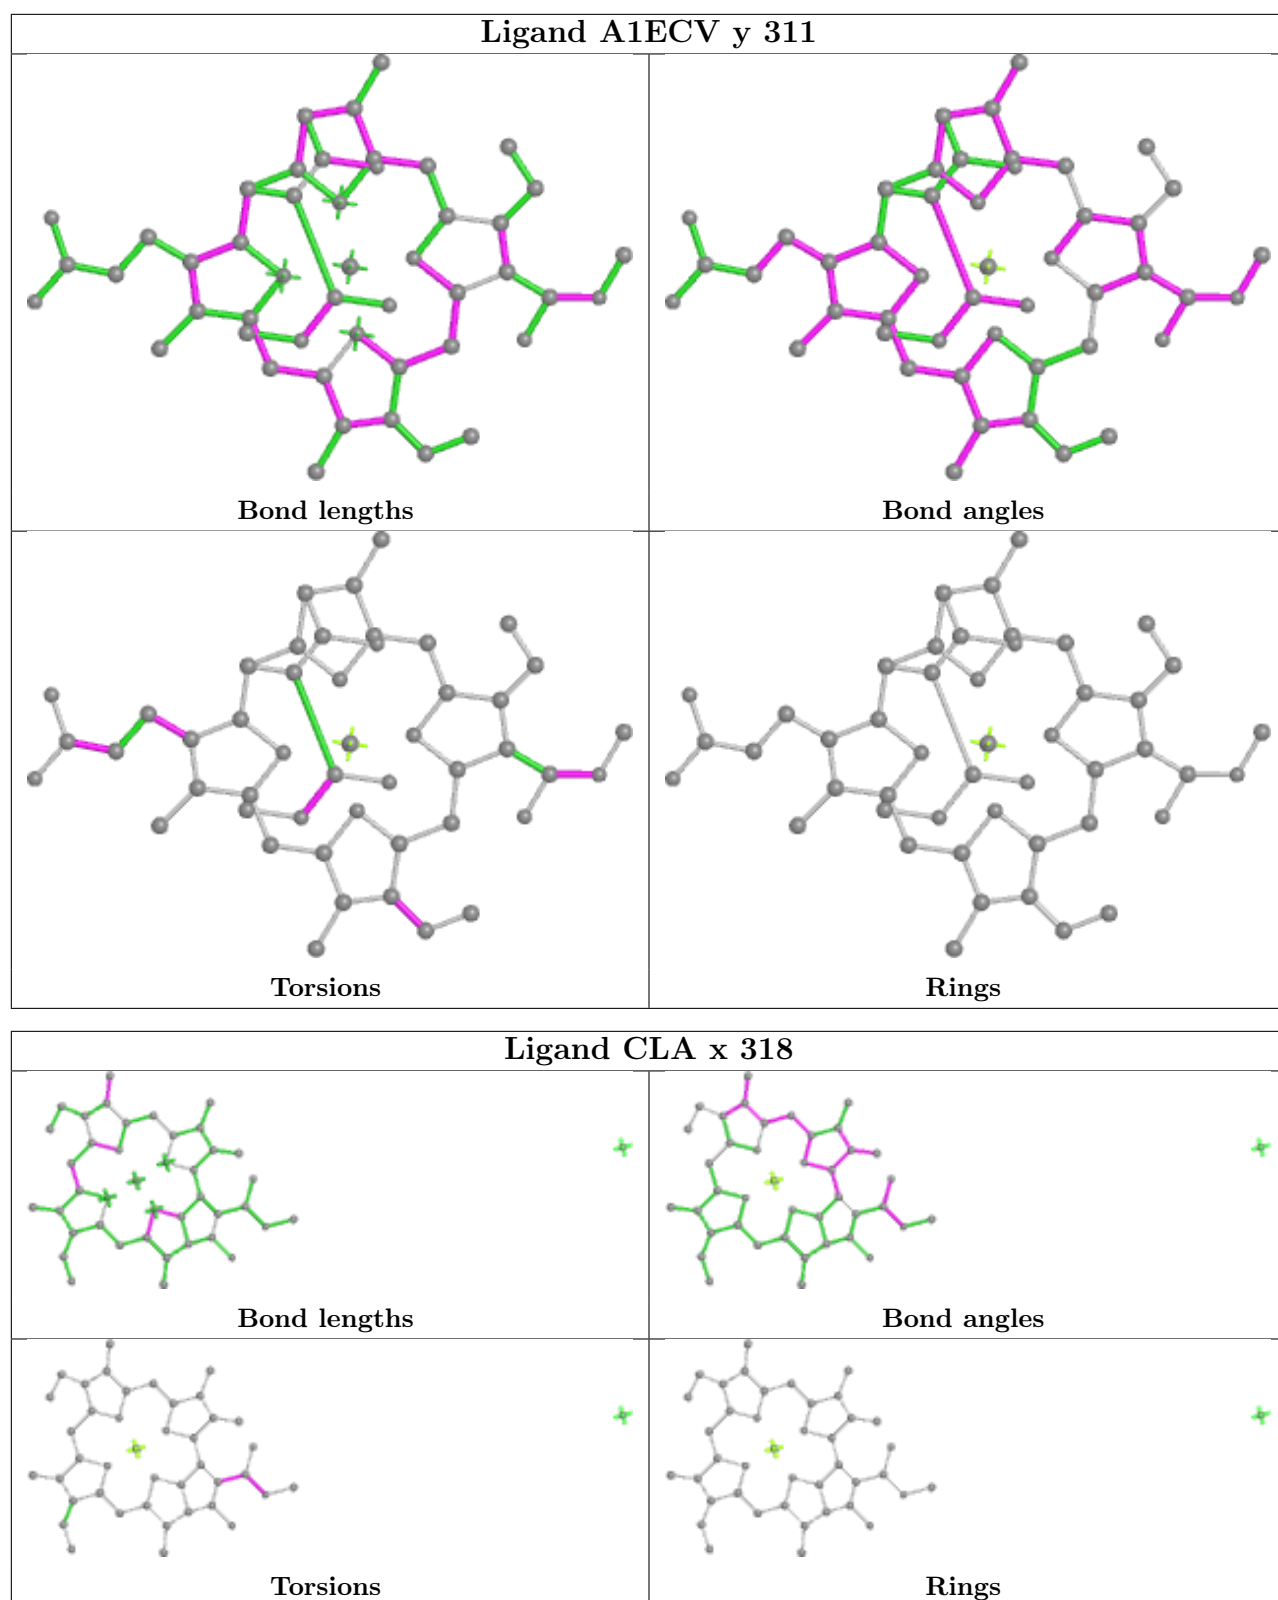 Ligand A1ECV y 311
Bond lengths
Bond angles
Torsions
Rings
Ligand CLA x 318
Bond lengths
Bond angles
Torsions
Rings